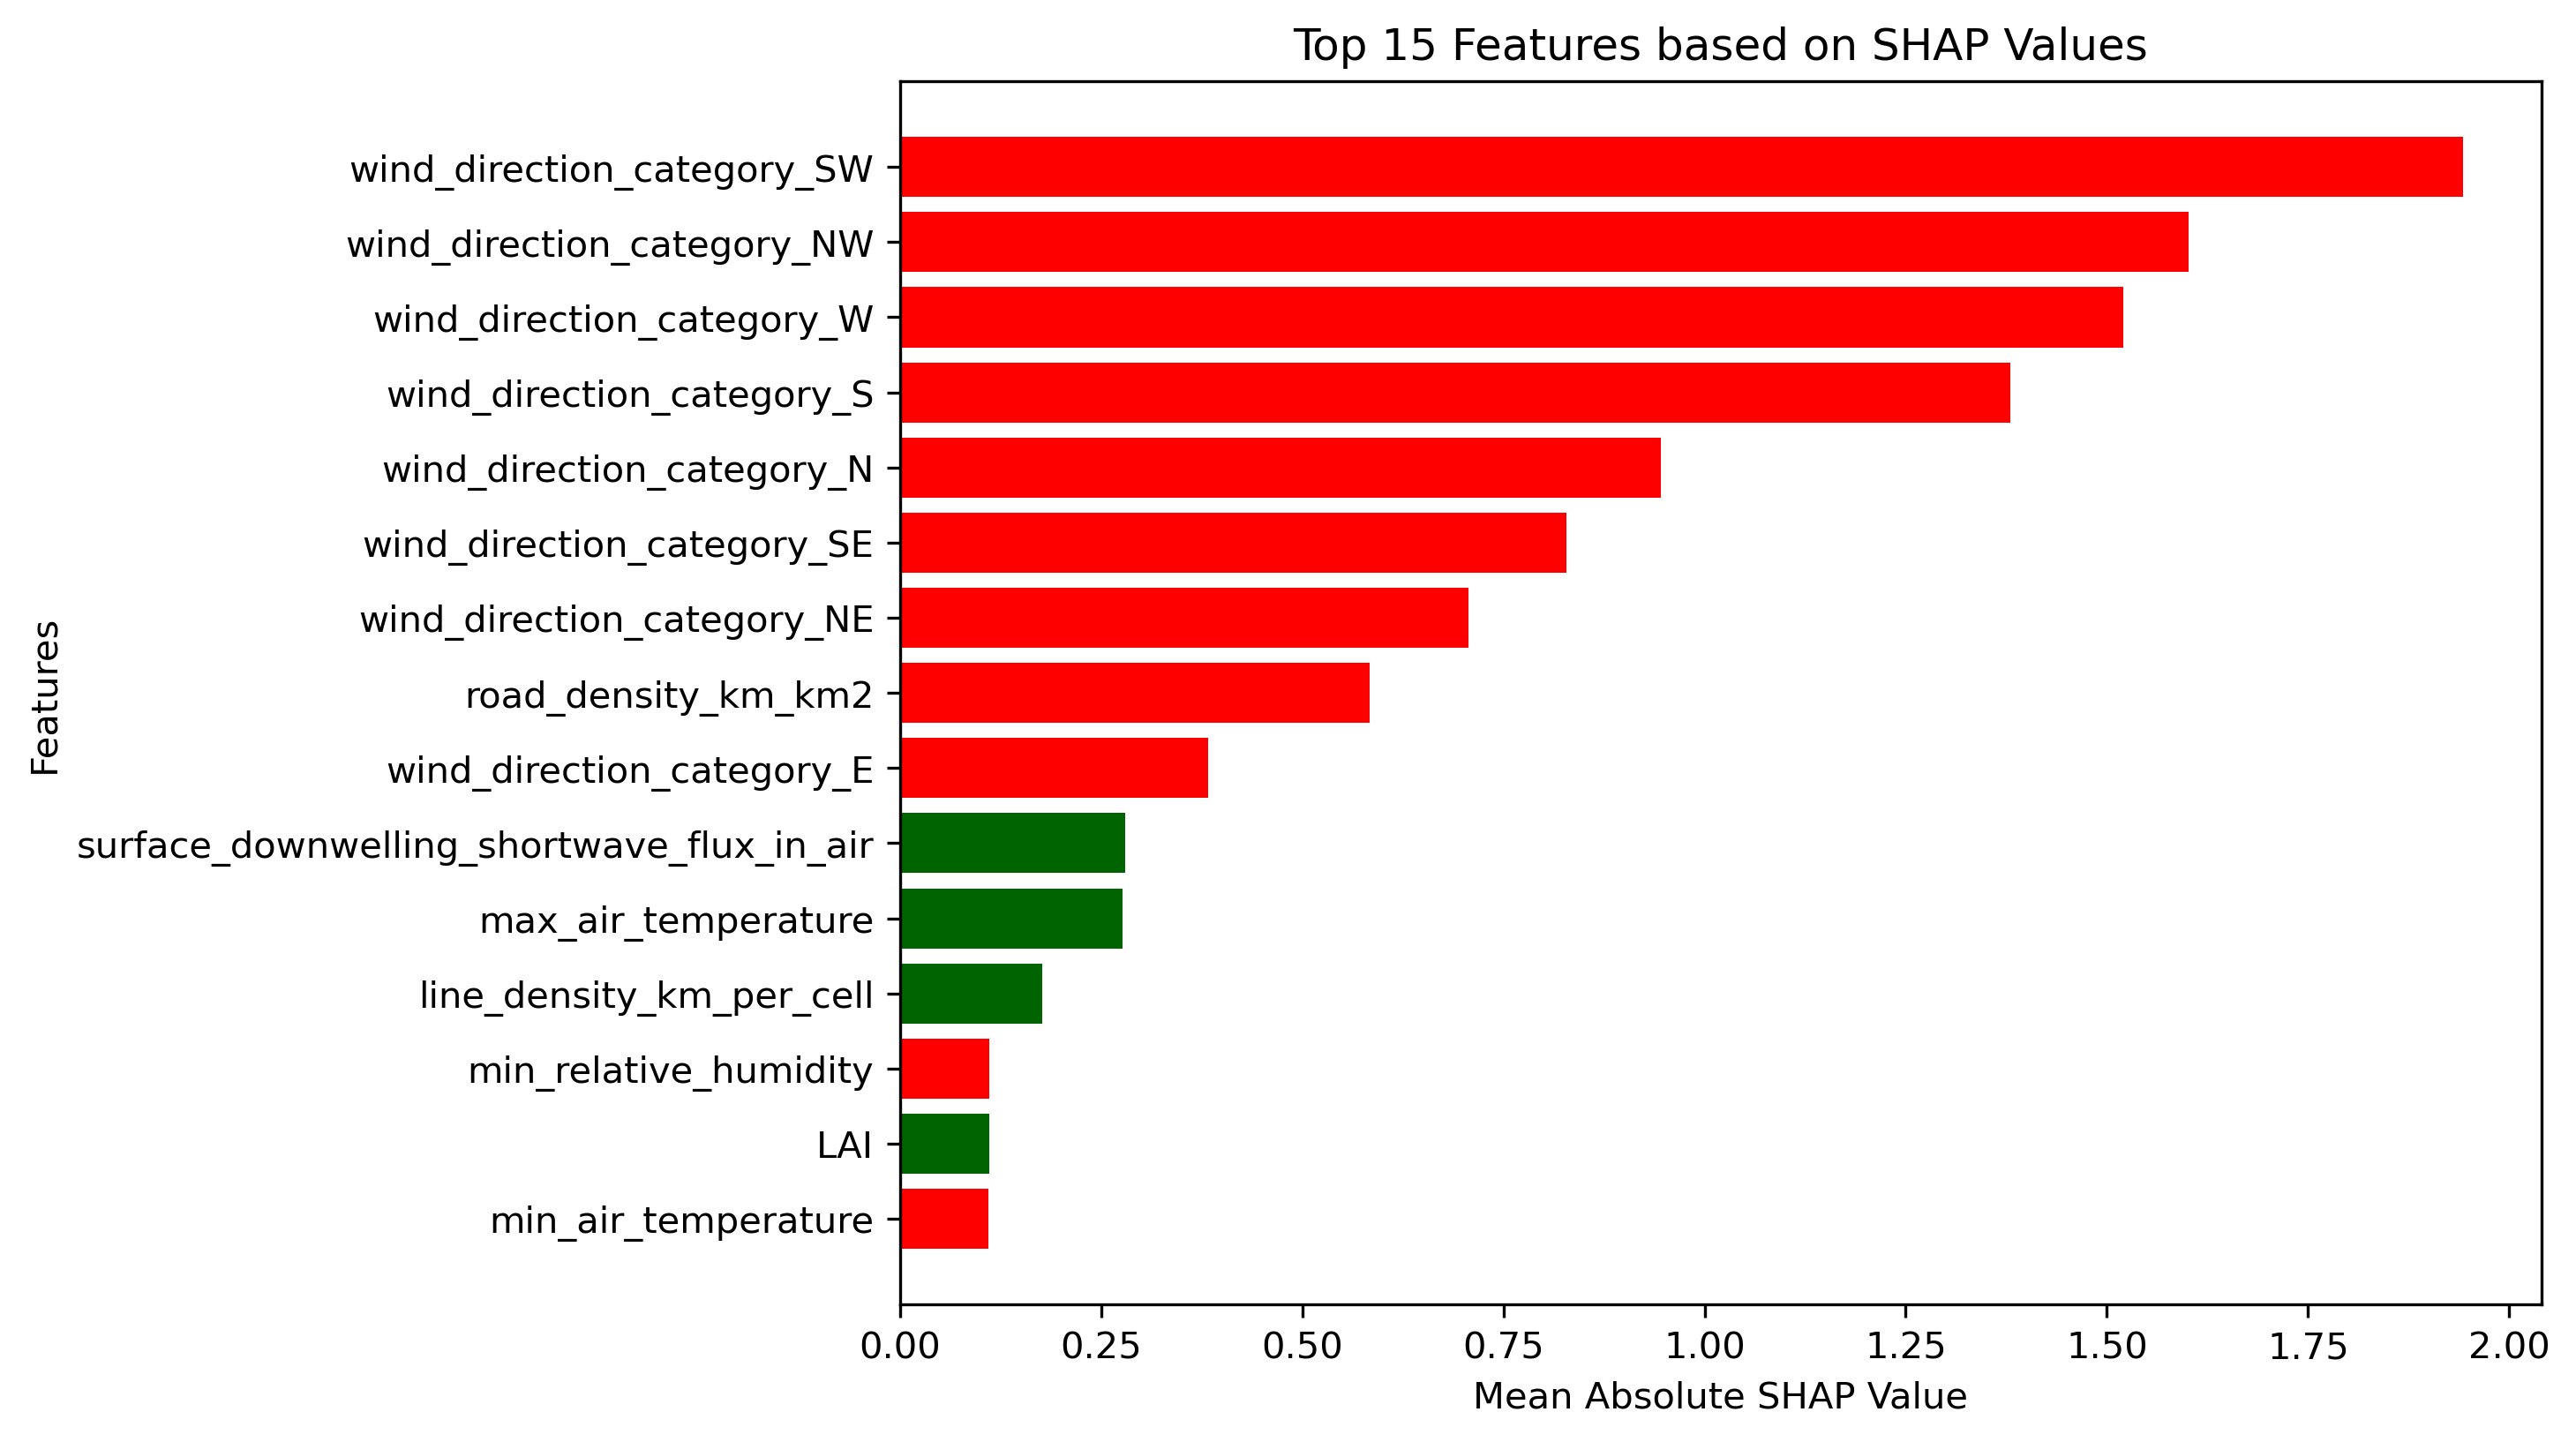 Top 15 Features based on SHAP Values
Features
wind_direction_category_SW
wind_direction_category_NW
wind_direction_category_W
wind_direction_category_S
wind_direction_category_N
wind_direction_category_SE
wind_direction_category_NE
road_density_km_km2
wind_direction_category_E
surface_downwelling_shortwave_flux_in_air
max_air_temperature
line_density_km_per_cell
min_relative_humidity
LAI
min_air_temperature
0.00 0.25 0.50 0.75 1.00 1.25 1.50 1.75 2.00
Mean Absolute SHAP Value